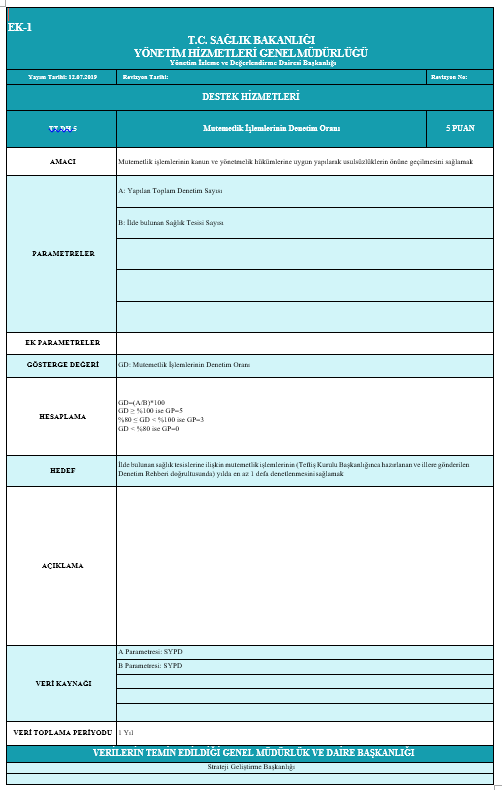 EK-1
T.C. SAĞLIK BAKANLIĞI
YÖNETİM HİZMETLERİ GENEL MÜDÜRLÜĞÜ
Yönetim İzleme ve Değerlendirme Dairesi Başkanlığı
Yayım Tarihi: 12.07.2019 Revizyon Tarihi: Revizyon No:
DESTEK HİZMETLERİ
Mutemetlik İşlemlerinin Denetim Oranı 5 PUAN
AMACI Mutemetlik işlemlerinin kanun ve yönetmelik hükümlerine uygun yapılarak usulsüzlüklerin önüne geçilmesini sağlamak
A: Yapılan Toplam Denetim Sayısı
B: İlde bulunan Sağlık Tesisi Sayısı
PARAMETRELER
EK PARAMETRELER
GÖSTERGE DEĞERİ GD: Mutemetlik İşlemlerinin Denetim Oranı
HESAPLAMA
GD=(A/B)*100
GD ≥ %100 ise GP=5
%80 ≤ GD < %100 ise GP=3
GD < %80 ise GP=0
HEDEF
İlde bulunan sağlık tesislerine ilişkin mutemetlik işlemlerinin (Teftiş Kurulu Başkanlığınca hazırlanan ve illere gönderilen
Denetim Rehberi doğrultusunda) yılda en az 1 defa denetlenmesini sağlamak
AÇIKLAMA
A Parametresi: SYPD
B Parametresi: SYPD
VERİ KAYNAĞI
VERİ TOPLAMA PERİYODU 1 Yıl
VERİLERİN TEMİN EDİLDİĞİ GENEL MÜDÜRLÜK VE DAİRE BAŞKANLIĞI
Strateji Geliştirme Başkanlığı